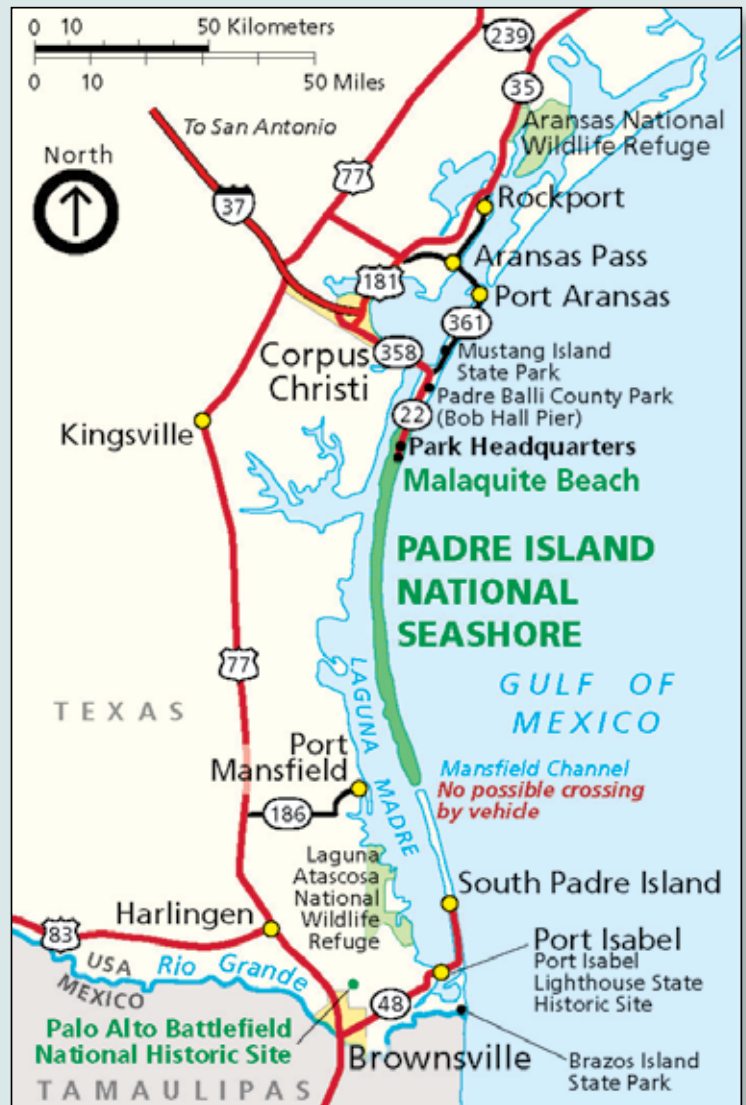 0 10 50 Kilometers
0 10 50 Miles
239
35
To San Antonio
Aransas National
Wildlife Refuge
North
77
37
Rockport
Aransas Pass
181
Port Aransas
361
Corpus
Christi
358
Mustang Island
State Park
Padre Balli County Park
(Bob Hall Pier)
22
Kingsville
Park Headquarters
Malaquite Beach
PADRE ISLAND
NATIONAL
SEASHORE
77
LAGUNA MADRE
GULF OF
MEXICO
TEXAS
Port
Mansfield
Mansfield Channel
No possible crossing
by vehicle
186
Laguna
Atascosa
National
Wildlife
Refuge
South Padre Island
Harlingen
83
Port Isabel
Port Isabel
Lighthouse State
Historic Site
USA
Rio Grande
MEXICO
48
Palo Alto Battlefield
National Historic Site
Brownsville
Brazos Island
State Park
TAMAULIPAS